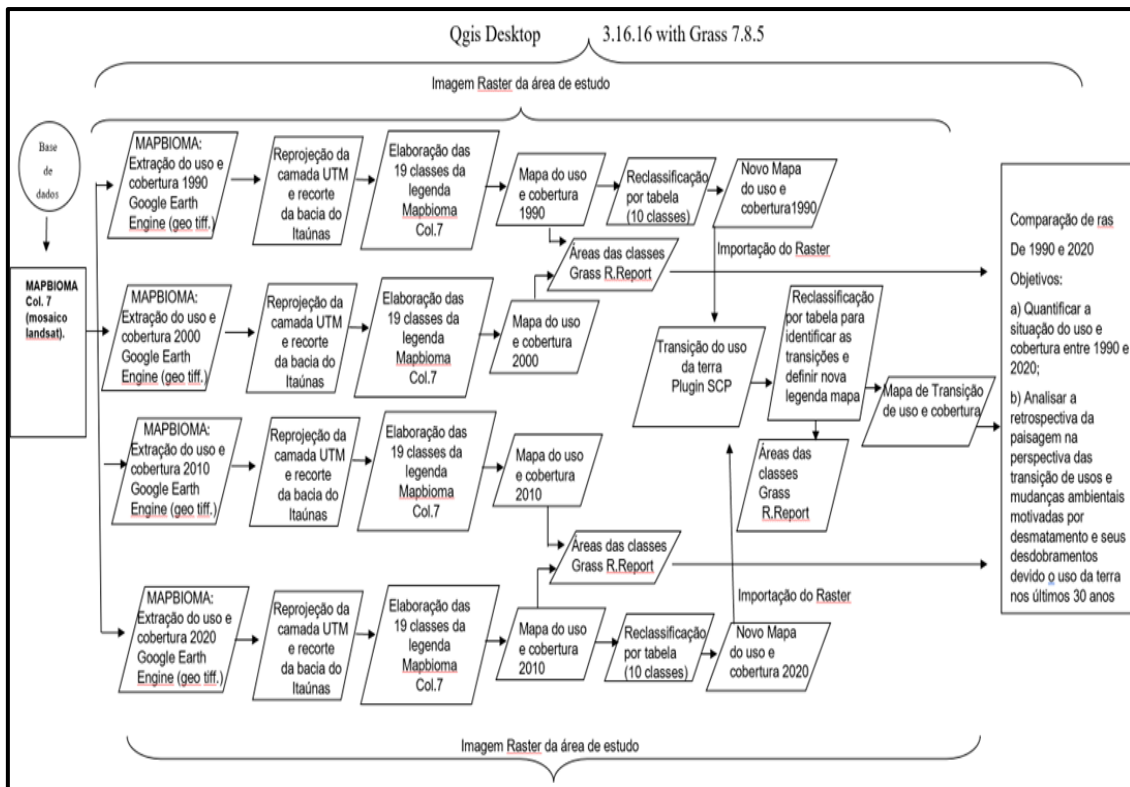 Qgis Desktop 3.16.16 with Grass 7.8.5
Imagem Raster da área de estudo
Base
de
dados
MAPBIOMA
Col. 7
(mosaico
landsat).
MAPBIOMA:
Extração do uso e
cobertura 1990
Google Earth
Engine (geo tiff.)
Reprojeção da
camada UTM
e recorte
da bacia do
Itaúnas
Elaboração das
19 classes da
legenda
Mapbioma
Col.7
Mapa do uso
e cobertura
1990
Reclassificação
por tabela
(10 classes)
Novo Mapa
do uso e
cobertura1990
Áreas das classes
Grass R.Report
Importação do Raster
MAPBIOMA:
Extração do uso e
cobertura 2000
Google Earth
Engine (geo tiff.)
Reprojeção da
camada UTM
e recorte
da bacia do
Itaúnas
Elaboração das
19 classes da
legenda
Mapbioma
Col.7
Mapa do uso
e cobertura
2000
Transição do uso
da terra
Plugin SCP
Reclassificação
por tabela para
identificar as
transições e
definir nova
legenda mapa
Mapa de Transição
de uso e cobertura
Áreas das
classes
Grass
R.Report
MAPBIOMA:
Extração do uso e
cobertura 2010
Google Earth
Engine (geo tiff.)
Reprojeção da
camada UTM
e recorte
da bacia do
Itaúnas
Elaboração das
19 classes da
legenda
Mapbioma
Col.7
Mapa do uso
e cobertura
2010
Áreas das classes
Grass R.Report
Importação do Raster
MAPBIOMA:
Extração do uso e
cobertura 2020
Google Earth
Engine (geo tiff.)
Reprojeção da
camada UTM
e recorte
da bacia do
Itaúnas
Elaboração das
19 classes da
legenda
Mapbioma
Col.7
Mapa do uso
e cobertura
2010
Reclassificação
por tabela
(10 classes)
Novo Mapa
do uso e
cobertura 2020
Comparação de ras
De 1990 e 2020
Objetivos:
a) Quantificar a
situação do uso e
cobertura entre 1990 e
2020;
b) Analisar a
retrospectiva da
paisagem na
perspectiva das
transição de usos e
mudanças ambientais
motivadas por
desmatamento e seus
desdobramentos
devido o uso da terra
nos últimos 30 anos
Imagem Raster da área de estudo